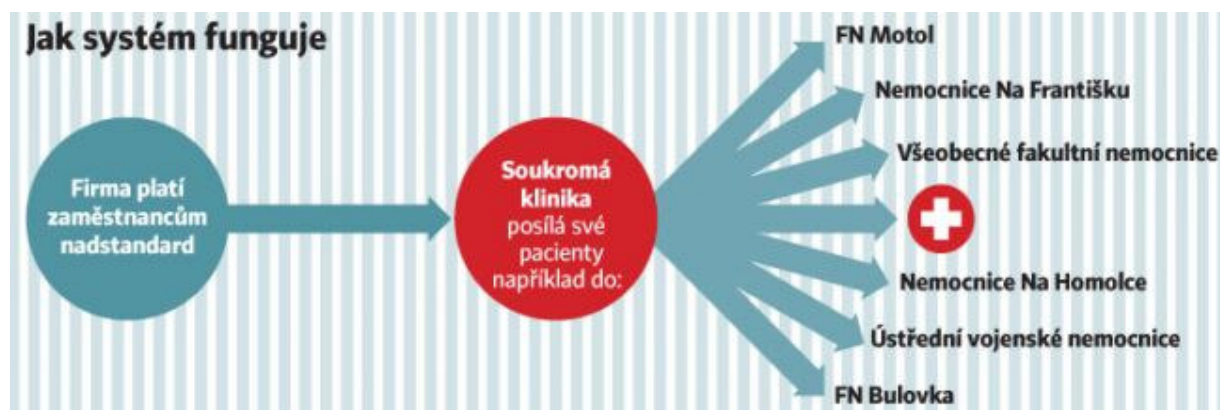 Jak systém funguje
Firma platí
zaměstnancům
nadstandard
Soukromá
klinika
posílá své
pacienty
například do:
FN Motol
Nemocnice Na Františku
Všeobecné fakultní nemocnice
Nemocnice Na Homolce
Ústřední vojenské nemocnice
FN Bulovka